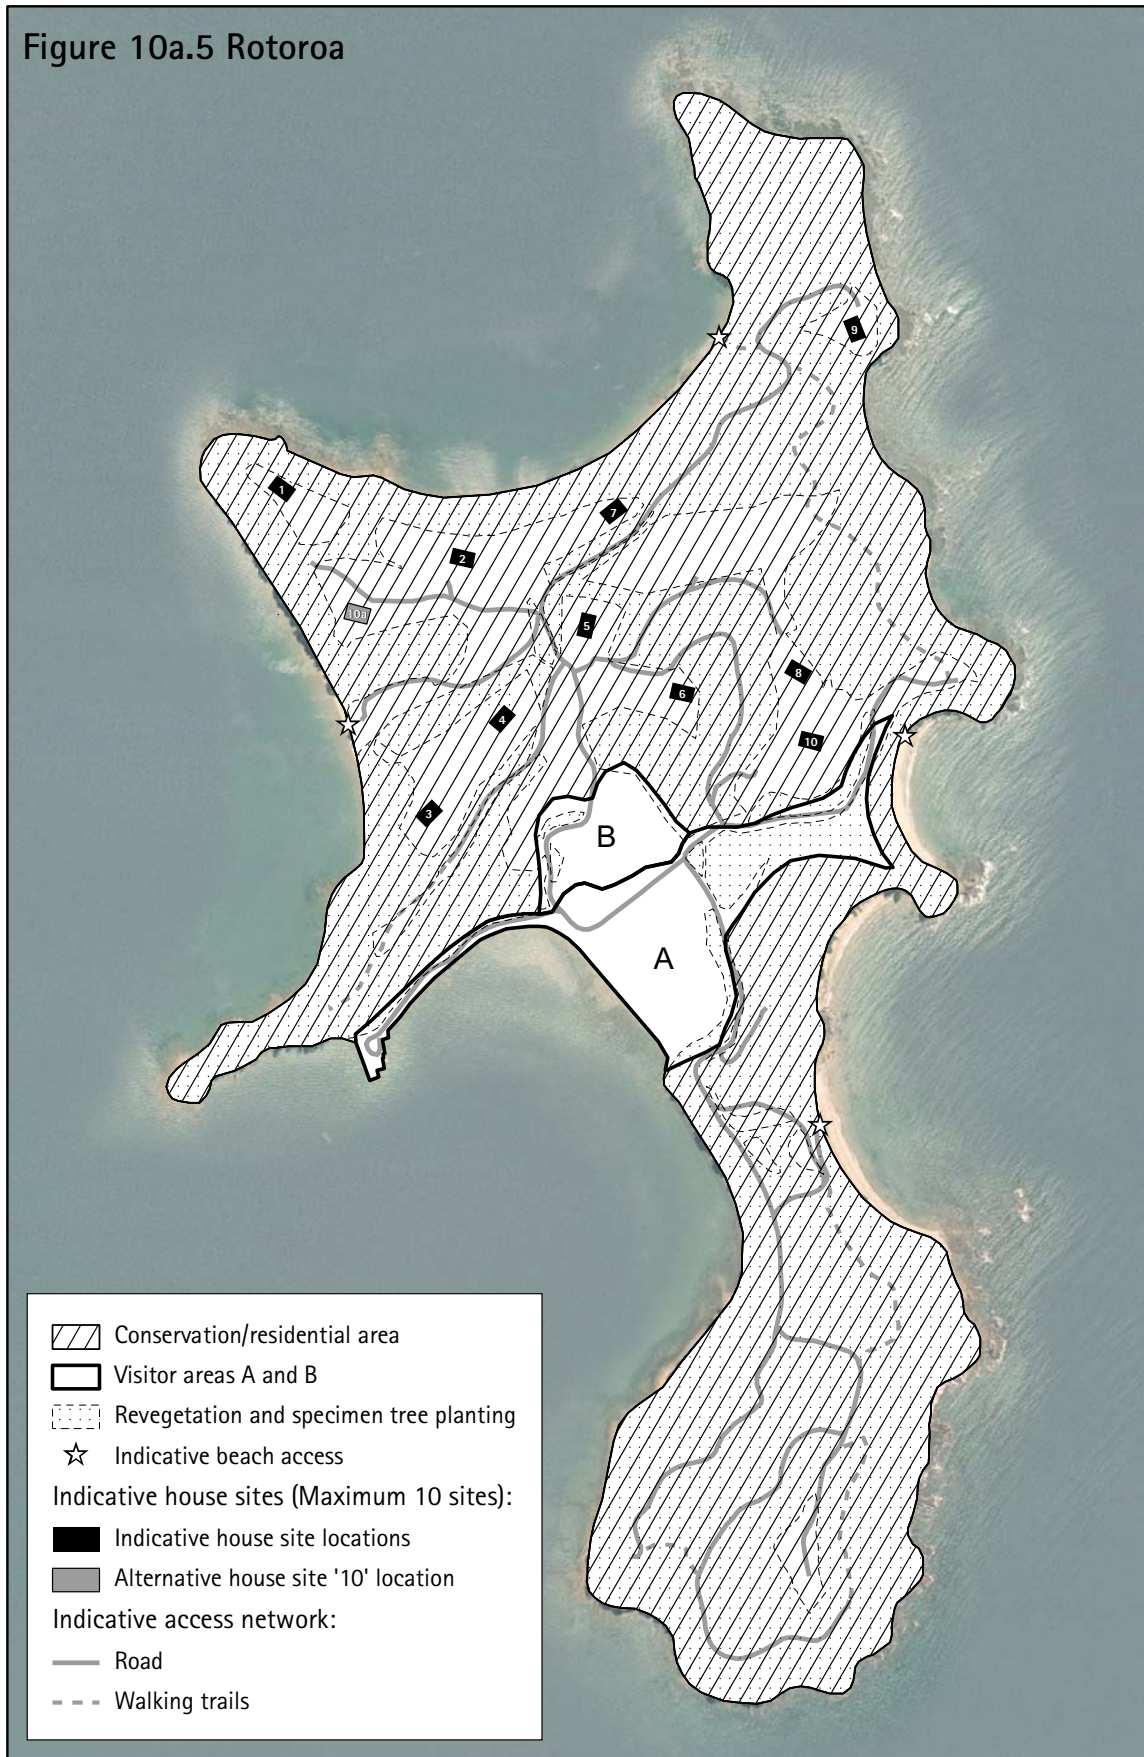 Figure 10a.5 Rotoroa
9
1
7
2
10a
5
8
6
4
10
3
B
A
Conservation/residential area
Visitor areas A and B
Revegetation and specimen tree planting
Indicative beach access
Indicative house sites (Maximum 10 sites):
Indicative house site locations
Alternative house site '10' location
Indicative access network:
Road
Walking trails